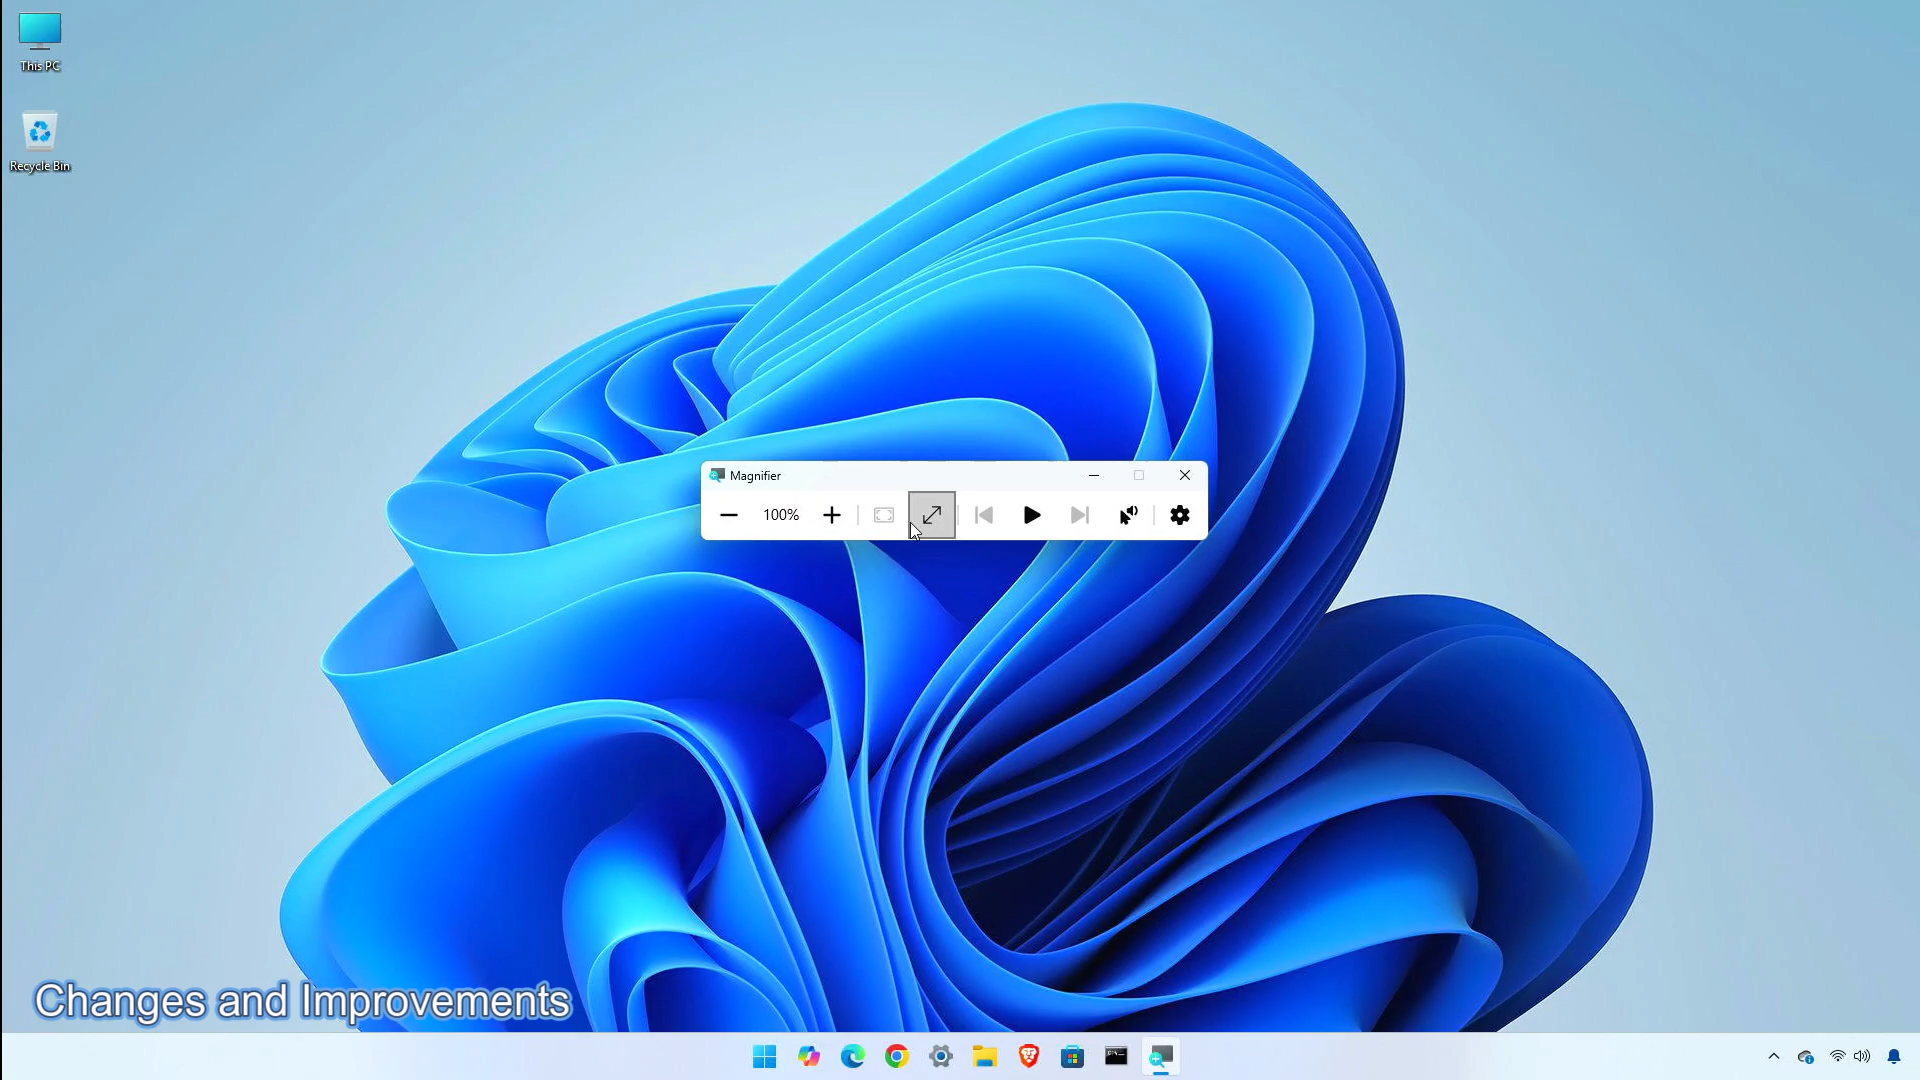 This PC
Recycle Bin
Magnifier
100%
Changes and Improvements